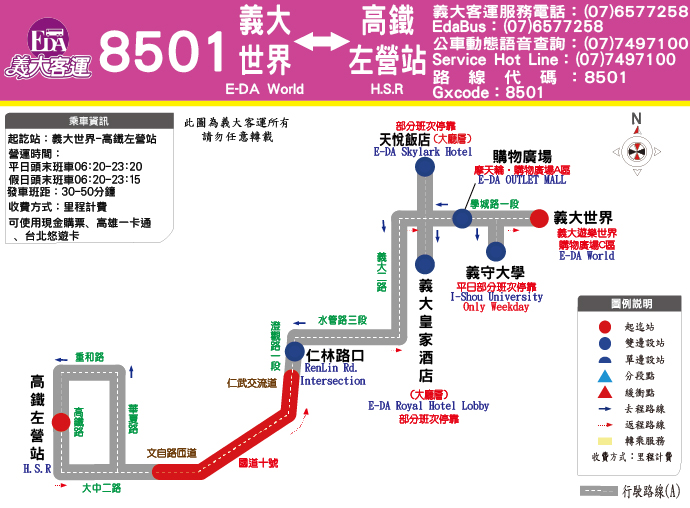 EDA
義大客運
8501
義大
世界
E-DA World
高鐵
左營站
H.S.R
義大客運服務電話：(07)6577258
EdaBus：(07)6577258
公車動態語音查詢：(07)7497100
Service Hot Line：(07)7497100
路線代碼：8501
Gxcode：8501
乘車資訊
起訖站：義大世界-高鐵左營站
營運時間：
平日頭末班車06:20-23:20
假日頭末班車06:20-23:15
發車班距：30-50分鐘
收費方式：里程計費
可使用現金購票、高雄一卡通
、台北悠遊卡
此圖為義大客運所有
請勿任意轉載
部分班次停靠
天悅飯店(大廳層)
E-DA Skylark Hotel
購物廣場
摩天輪．購物廣場A區
E-DA OUTLET MALL
學城路一段
義大世界
義大遊樂世界
購物廣場C區
E-DA World
義守大學
平日部分班次停靠
I-Shou University
Only Weekday
義大二路
義大皇家酒店
(大廳層)
E-DA Royal Hotel Lobby
部分班次停靠
水管路三段
澄觀路一段
仁林路口
RenLin Rd.
Intersection
仁武交流道
國道十號
文自路匝道
重和路
華夏路
高鐵路
高鐵左營站
H.S.R
大中二路
N
圖例說明
起迄站
雙邊設站
單邊設站
分段點
緩衝點
去程路線
返程路線
轉乘服務
收費方式：里程計費
行駛路線(A)